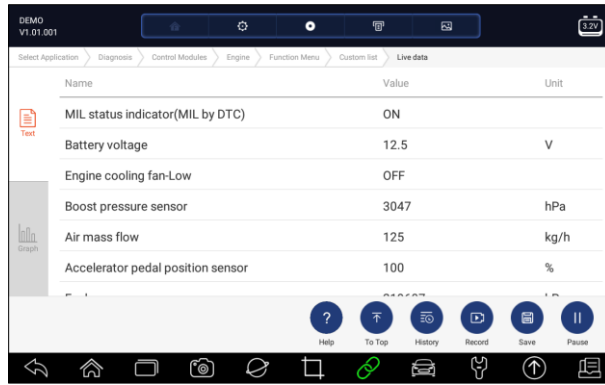 DEMO
V1.01.001
3.2V
Select Application Diagnosis Control Modules Engine Function Menu Custom list Live data
Name Value Unit
MIL status indicator(MIL by DTC) ON
Text
Battery voltage 12.5 V
Engine cooling fan-Low OFF
Boost pressure sensor 3047 hPa
Graph
Air mass flow 125 kg/h
Accelerator pedal position sensor 100 %
Help To Top History Record Save Pause